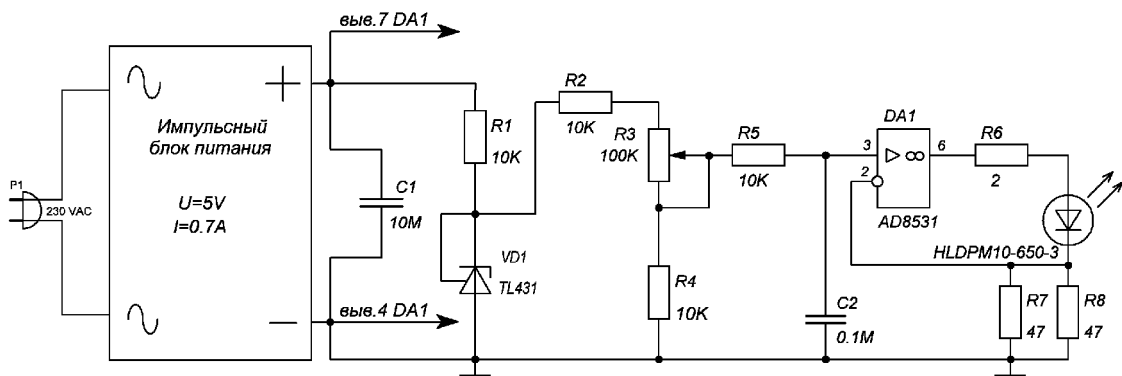 выв.7 DA1
P1
230 VAC
Импульсный
блок питания
U=5V
I=0.7A
выв.4 DA1
C1
10M
R1
10K
VD1
TL431
R2
10K
R3
100K
R4
10K
R5
10K
C2
0.1M
DA1
3
2
6
AD8531
R6
2
HLDPM10-650-3
R7
47
R8
47